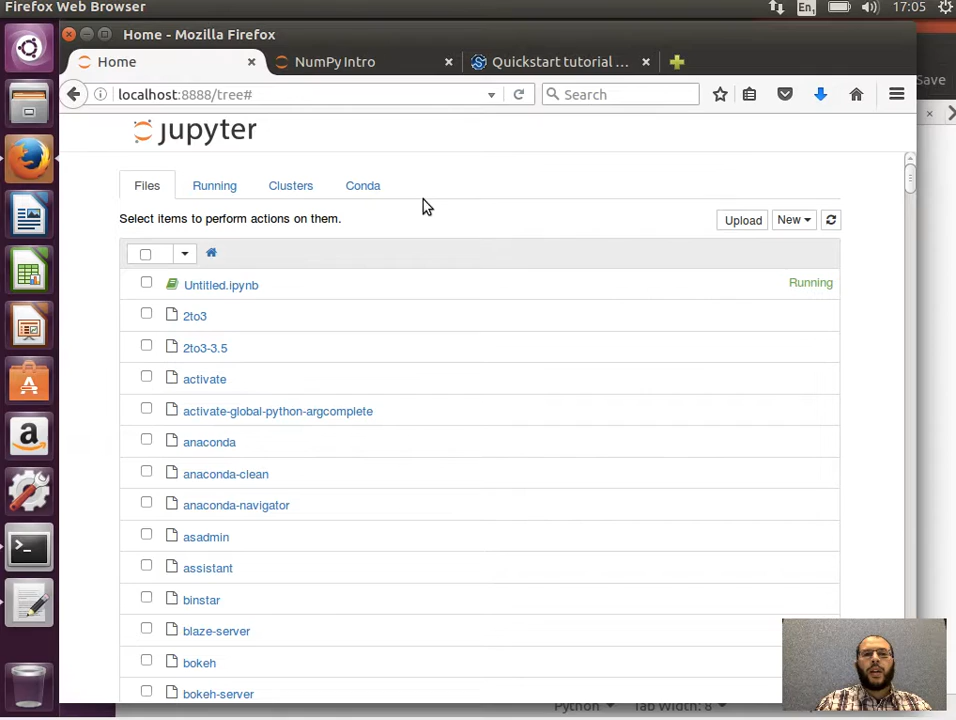 Firefox Web Browser
En1
17:05
Home - Mozilla Firefox
Home
NumPy Intro
Quickstart tutorial ...
Save
localhost:8888/tree#
Search
jupyter
Files
Running
Clusters
Conda
Select items to perform actions on them.
Upload
New
Untitled.ipynb
Running
2to3
2to3-3.5
activate
activate-global-python-argcomplete
anaconda
anaconda-clean
anaconda-navigator
asadmin
assistant
binstar
blaze-server
bokeh
bokeh-server
Python
Tab Width: 8